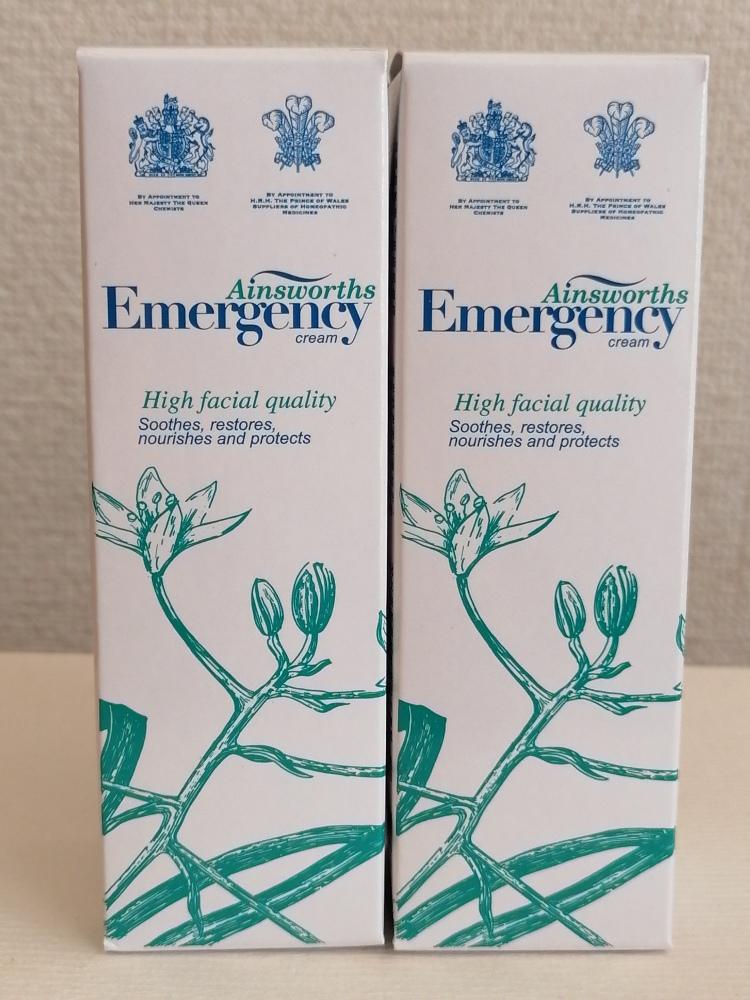 BY APPOINTMENT TO
HER MAJESTY THE QUEEN
CHEMISTS
BY APPOINTMENT TO
H.R.H. THE PRINCE OF WALES
SUPPLIERS OF HOMEOPATHIC
MEDICINES
Ainsworths
Emergency
cream
High facial quality
Soothes, restores,
nourishes and protects
BY APPOINTMENT TO
HER MAJESTY THE QUEEN
CHEMISTS
BY APPOINTMENT TO
H.R.H. THE PRINCE OF WALES
SUPPLIERS OF HOMEOPATHIC
MEDICINES
Ainsworths
Emergency
cream
High facial quality
Soothes, restores,
nourishes and protects